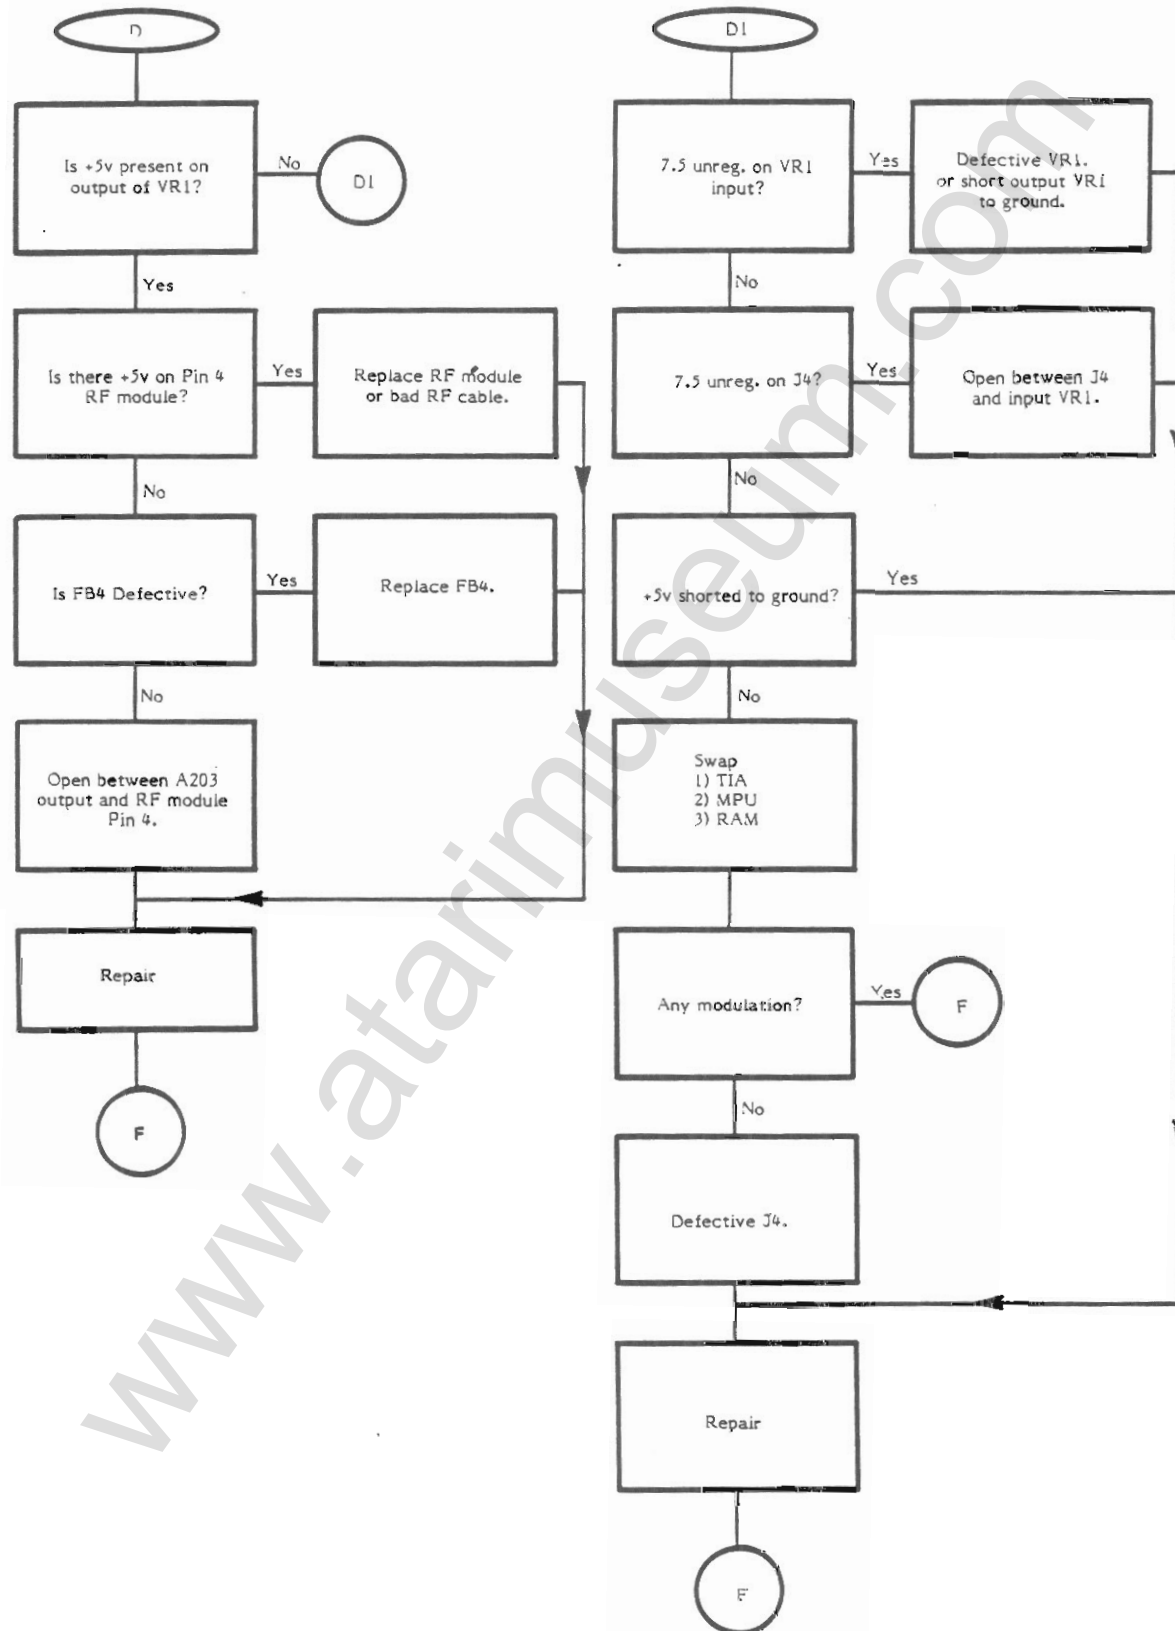 D
Is +5v present on
output of VR1?
No
D1
Yes
Is there +5v on Pin 4
RF module?
Yes
Replace RF module
or bad RF cable.
No
Is FB4 Defective?
Yes
Replace FB4.
No
Open between A203
output and RF module
Pin 4.
Repair
F
D1
7.5 unreg. on VR1
input?
Yes
Defective VR1.
or short output VR1
to ground.
No
7.5 unreg. on J4?
Yes
Open between J4
and input VR1.
No
+5v shorted to ground?
Yes
No
Swap
1) TIA
2) MPU
3) RAM
Any modulation?
Yes
F
No
Defective J4.
Repair
F
www.atarimuseum.com